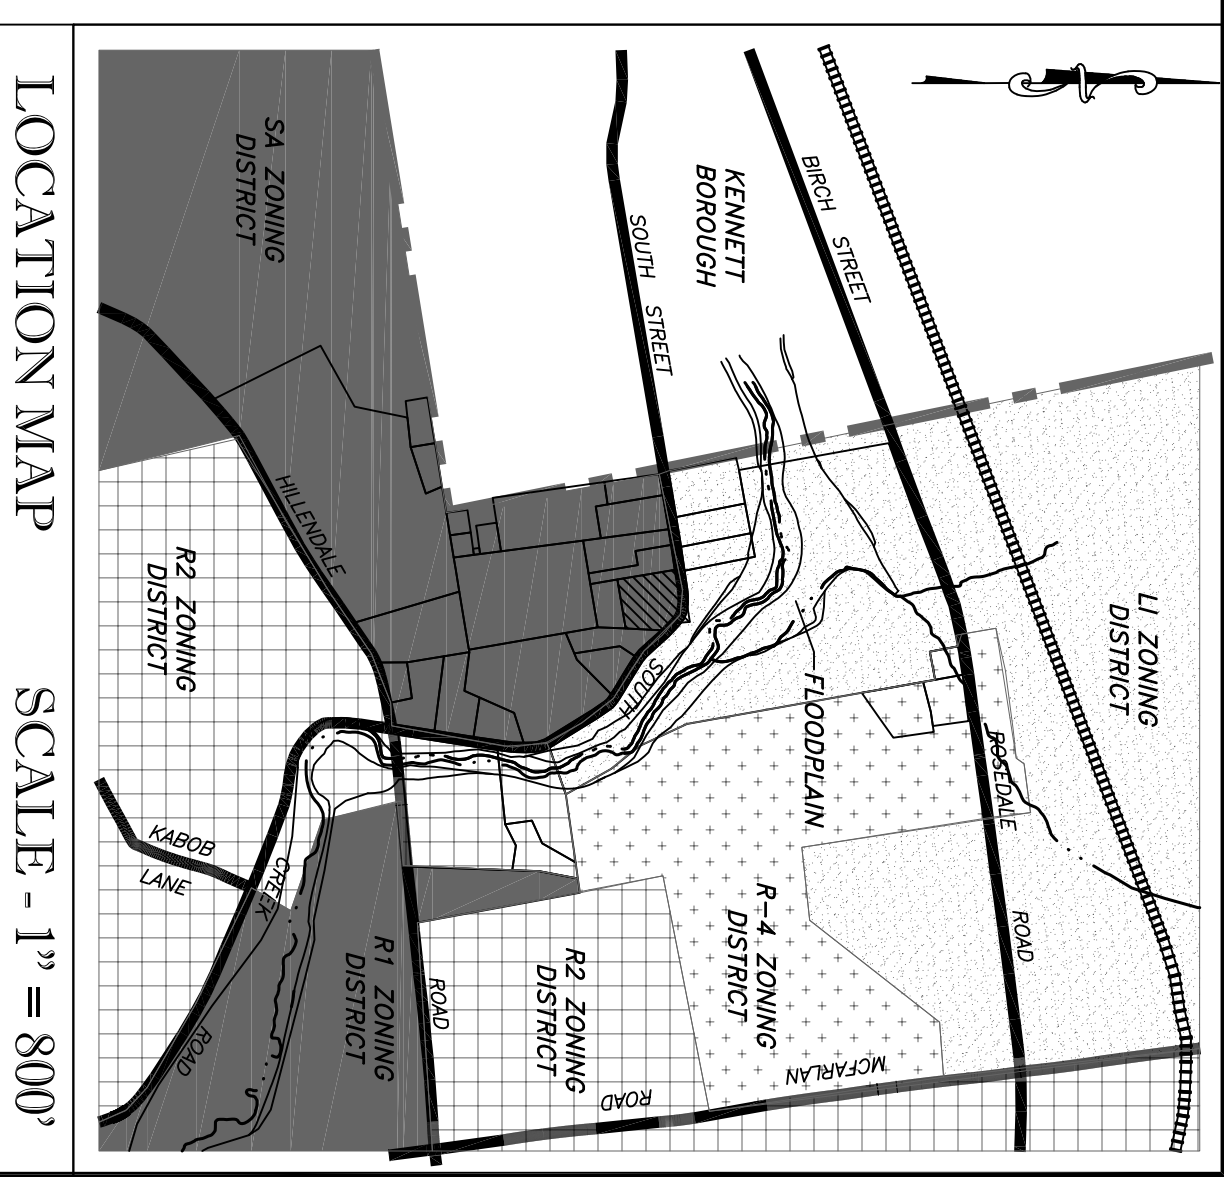 LI ZONING
DISTRICT
BIRCH STREET
KENNETT
BOROUGH
ROSEDALE
ROAD
SOUTH STREET
FLOODPLAIN
R-4 ZONING
DISTRICT
MCFARLAN
ROAD
SOUTH
R2 ZONING
DISTRICT
ROAD
HILLENDALE
R1 ZONING
DISTRICT
SA ZONING
DISTRICT
CREEK
ROAD
R2 ZONING
DISTRICT
KABOB
LANE
LOCATION MAP SCALE - 1" = 800'